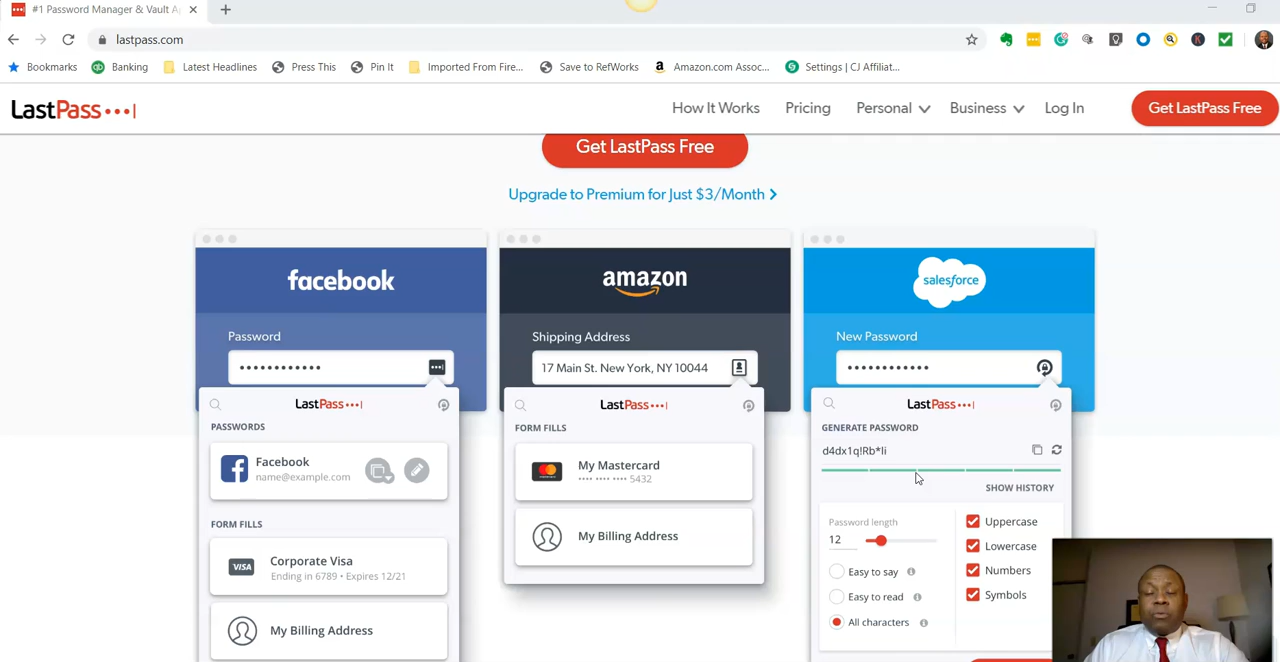 #1 Password Manager & Vault A
lastpass.com
Bookmarks Banking Latest Headlines Press This Pin It Imported From Fire... Save to RefWorks Amazon.com Assoc... Settings | CJ Affiliat...
LastPass How It Works Pricing Personal Business Log In Get LastPass Free
Get LastPass Free
Upgrade to Premium for Just $3/Month
facebook
Password
••••••••••••
LastPass
PASSWORDS
Facebook
name@example.com
FORM FILLS
VISA
Corporate Visa
Ending in 6789 • Expires 12/21
My Billing Address
amazon
Shipping Address
17 Main St. New York, NY 10044
LastPass
FORM FILLS
My Mastercard
•••• •••• •••• 5432
My Billing Address
salesforce
New Password
••••••••••••
LastPass
GENERATE PASSWORD
d4dx1q!Rb*li
SHOW HISTORY
Password length
12
Easy to say
Easy to read
All characters
Uppercase
Lowercase
Numbers
Symbols